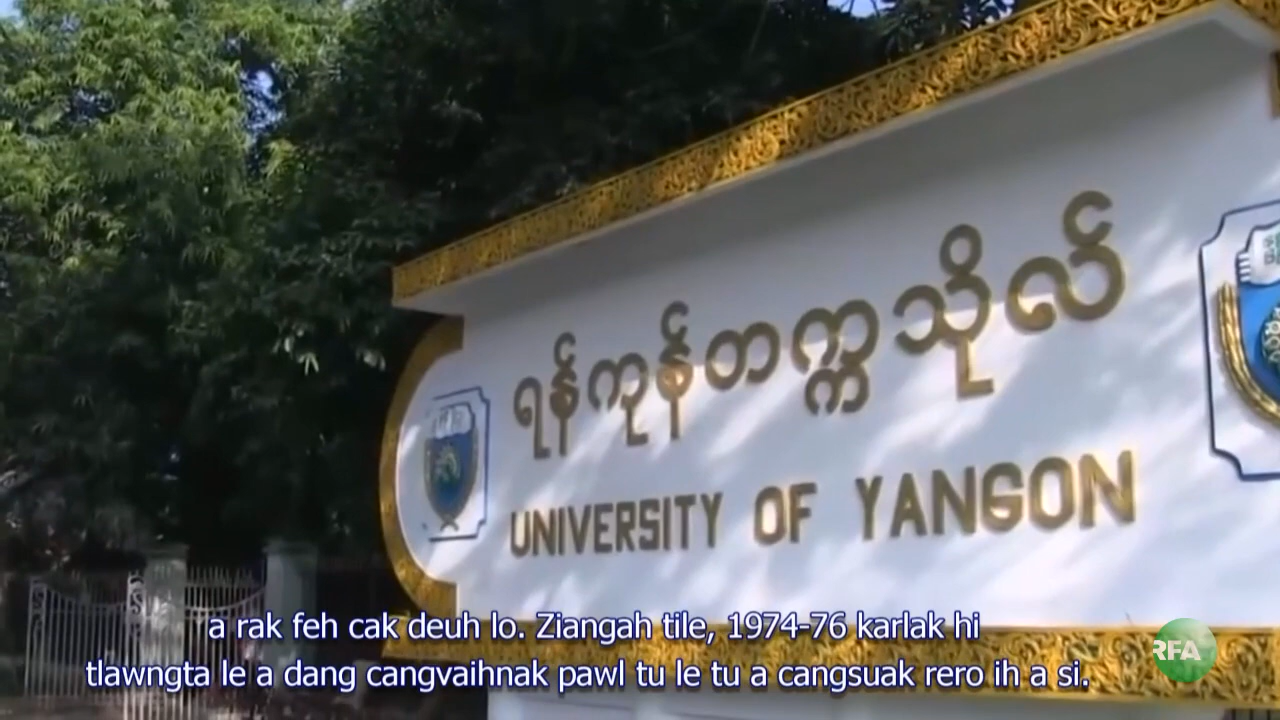 ရန်ကုန်တက္ကသိုလ်
UNIVERSITY OF YANGON
a rak feh cak deuh lo. Ziangah tile, 1974-76 karlak hi
tlawngta le a dang cangvaihnak pawl tu le tu a cangsuak rero ih a si.
RFA